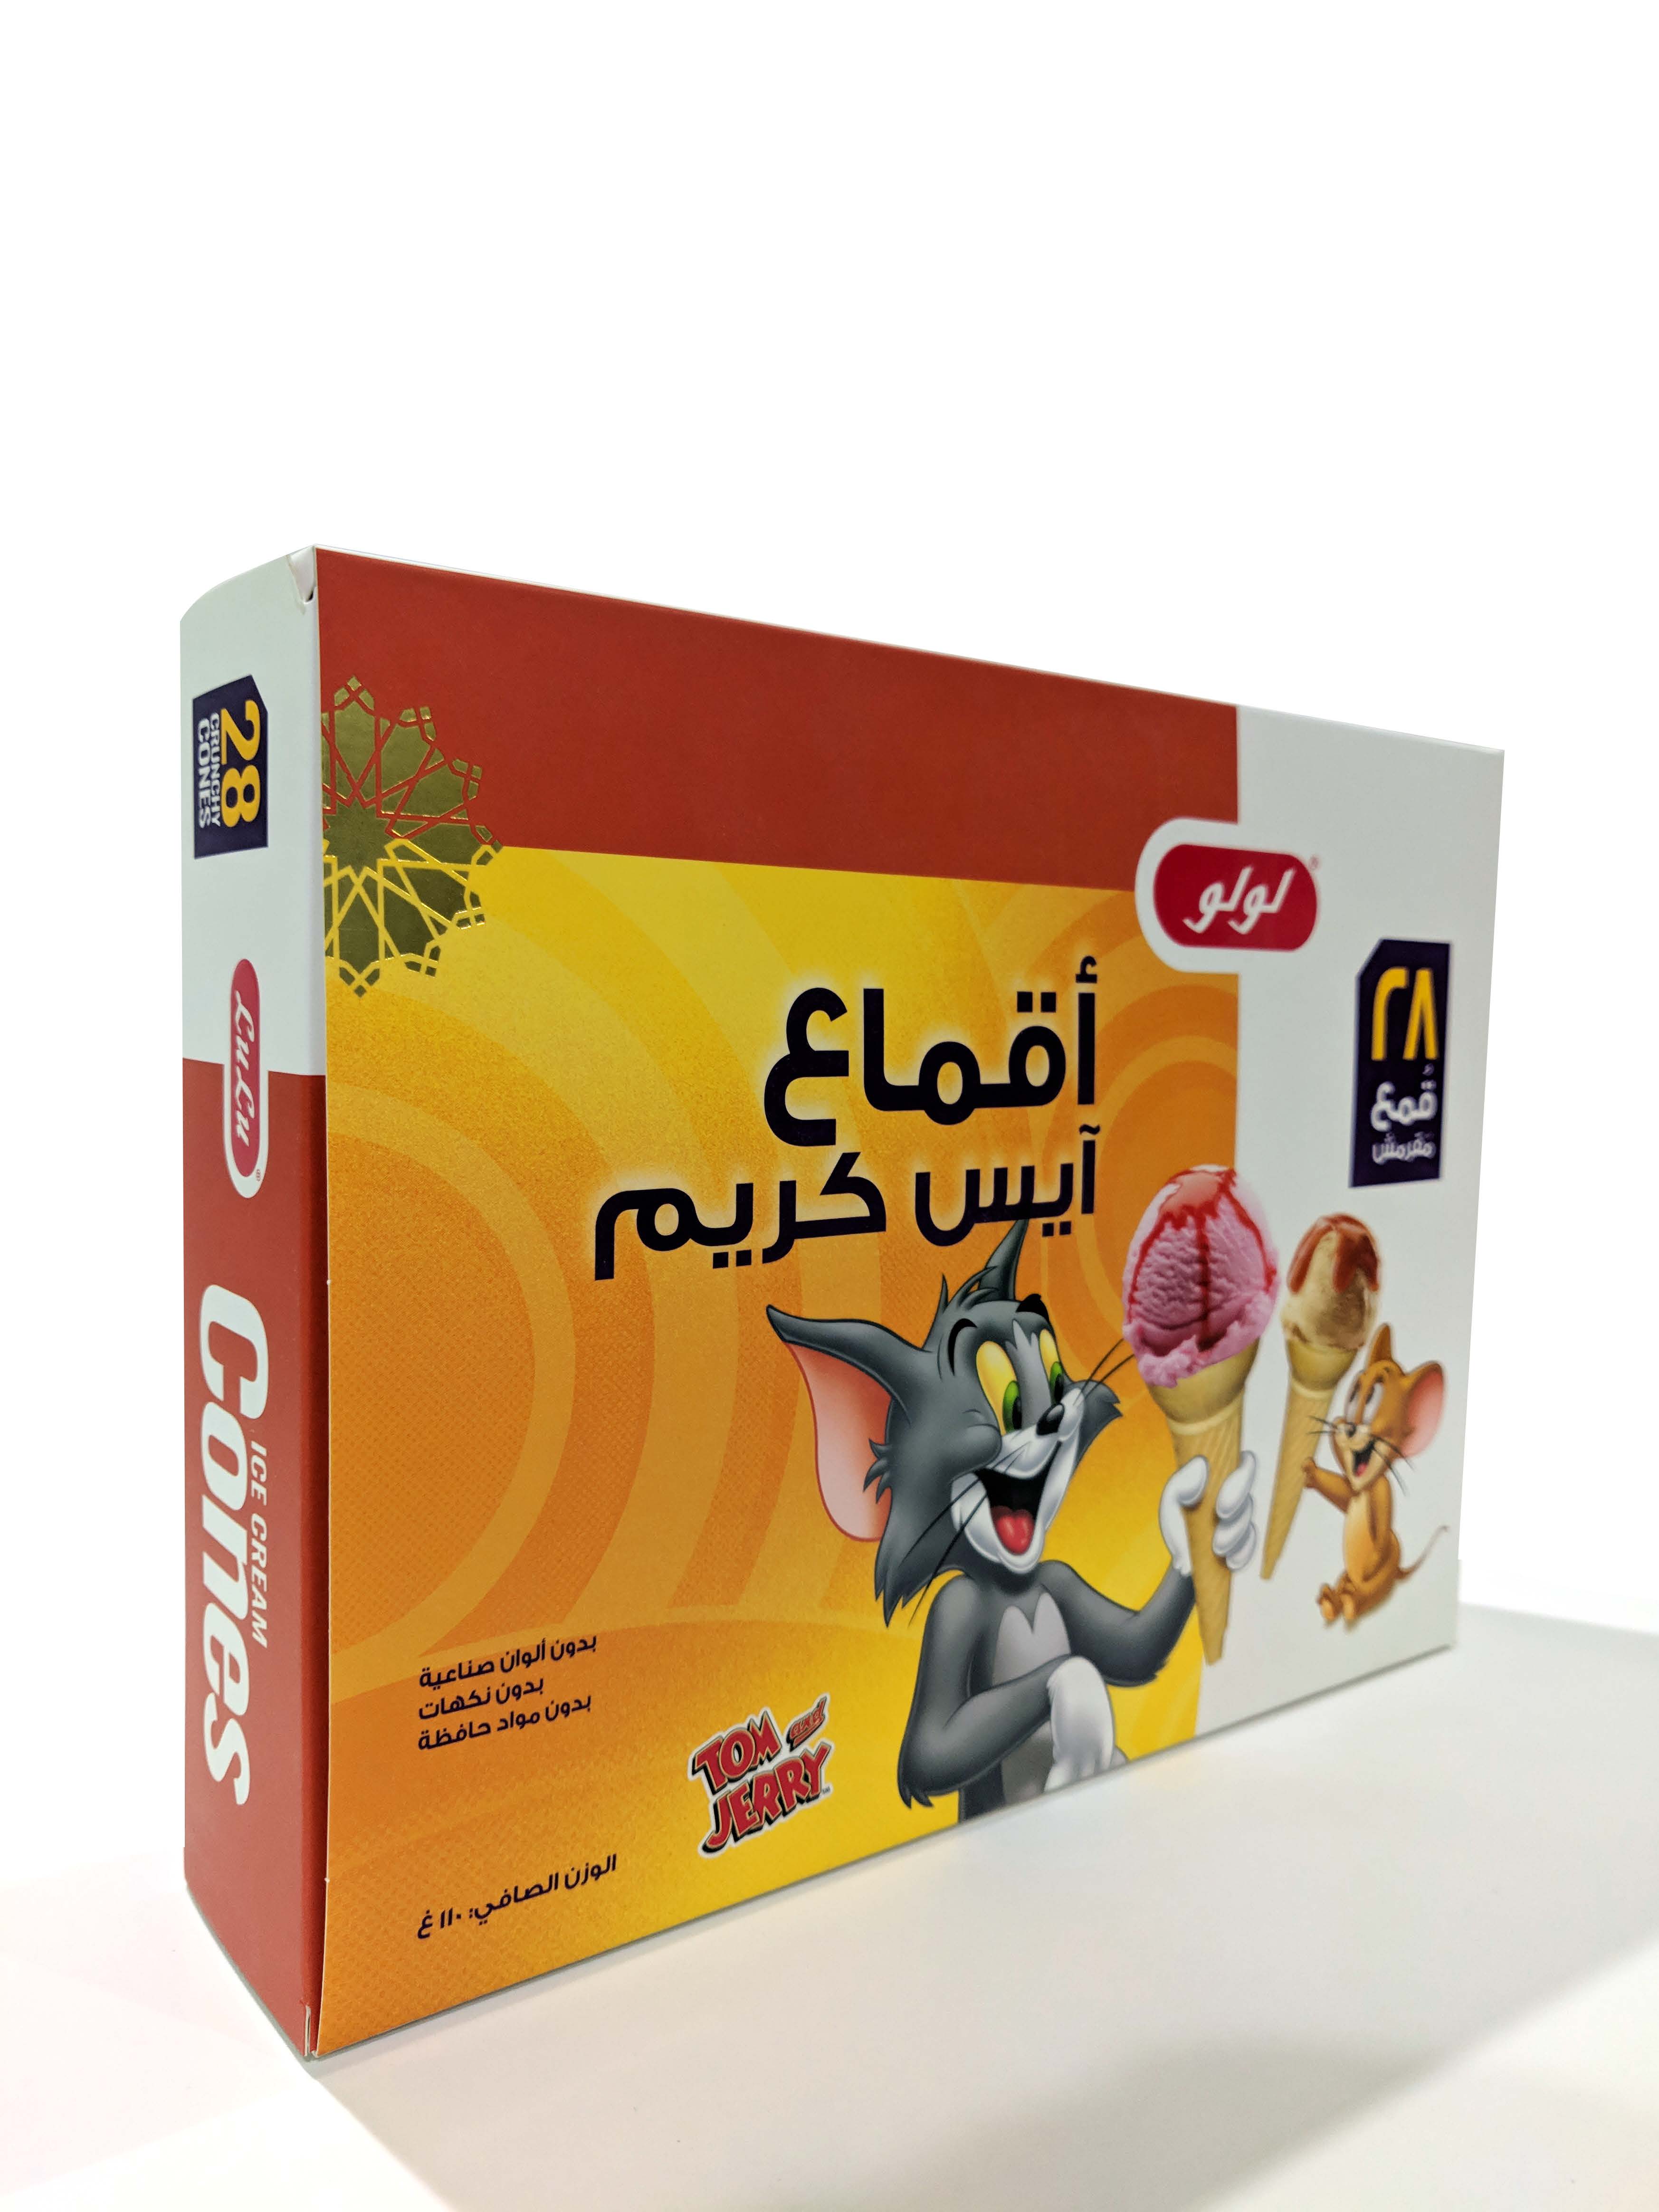 28
CRUNCHY
CONES
LuLu®
ICE CREAM
Cones
لولو®
٢٨
قمع
مقرمش
أقماع
آيس كريم
بدون ألوان صناعية
بدون نكهات
بدون مواد حافظة
TOM and
JERRY
الوزن الصافي: ١١٠ غ